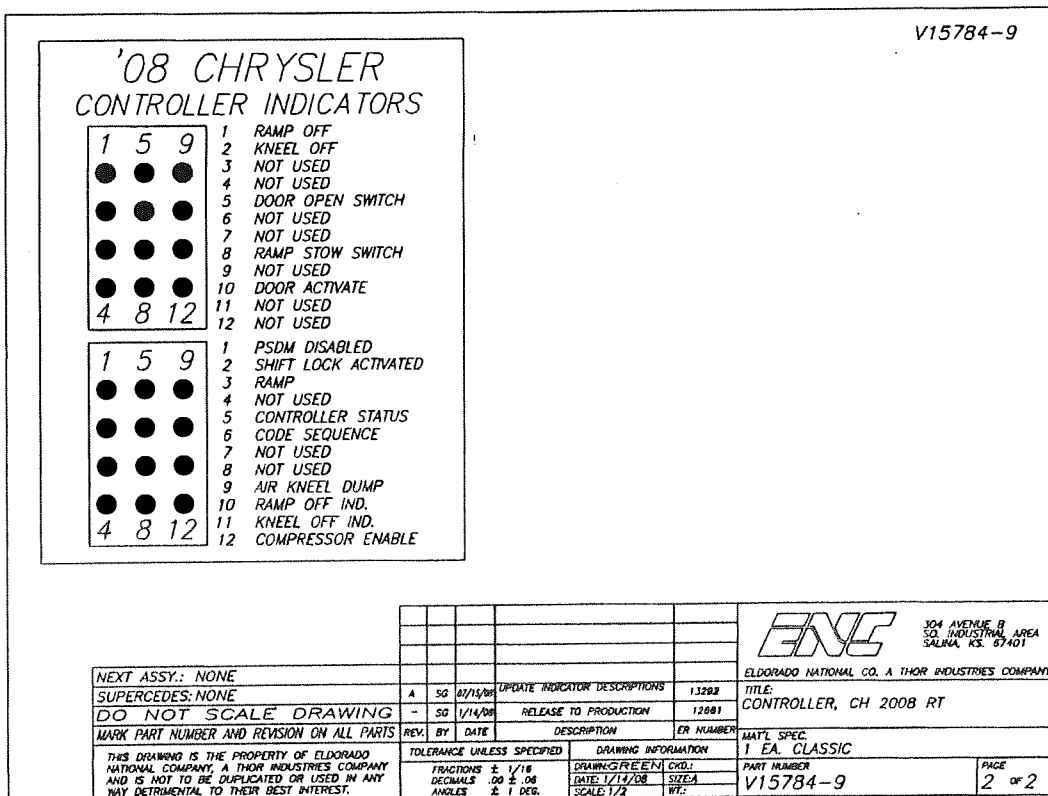 V15784-9
'08 CHRYSLER
CONTROLLER INDICATORS
1 5 9
4 8 12
1 RAMP OFF
2 KNEEL OFF
3 NOT USED
4 NOT USED
5 DOOR OPEN SWITCH
6 NOT USED
7 NOT USED
8 RAMP STOW SWITCH
9 NOT USED
10 DOOR ACTIVATE
11 NOT USED
12 NOT USED
1 5 9
4 8 12
1 PSDM DISABLED
2 SHIFT LOCK ACTIVATED
3 RAMP
4 NOT USED
5 CONTROLLER STATUS
6 CODE SEQUENCE
7 NOT USED
8 NOT USED
9 AIR KNEEL DUMP
10 RAMP OFF IND.
11 KNEEL OFF IND.
12 COMPRESSOR ENABLE
NEXT ASSY.: NONE
SUPERCEDES: NONE
DO NOT SCALE DRAWING
MARK PART NUMBER AND REVISION ON ALL PARTS
THIS DRAWING IS THE PROPERTY OF ELDORADO
NATIONAL COMPANY, A THOR INDUSTRIES COMPANY
AND IS NOT TO BE DUPLICATED OR USED IN ANY
WAY DETRIMENTAL TO THEIR BEST INTEREST.
A SG 07/15/08 UPDATE INDICATOR DESCRIPTIONS 13292
- SG 1/14/08 RELEASE TO PRODUCTION 12681
REV. BY DATE DESCRIPTION ER NUMBER
TOLERANCE UNLESS SPECIFIED
FRACTIONS ± 1/16
DECIMALS .00 ± .06
ANGLES ± 1 DEG.
DRAWING INFORMATION
DRAWN:GREEN CKD.:
DATE: 1/14/08 SIZE:A
SCALE: 1/2 WT.:
ENC
304 AVENUE B
SO. INDUSTRIAL AREA
SALINA, KS. 67401
ELDORADO NATIONAL CO. A THOR INDUSTRIES COMPANY
TITLE:
CONTROLLER, CH 2008 RT
MAT'L SPEC.
1 EA. CLASSIC
PART NUMBER
V15784-9
PAGE
2 OF 2